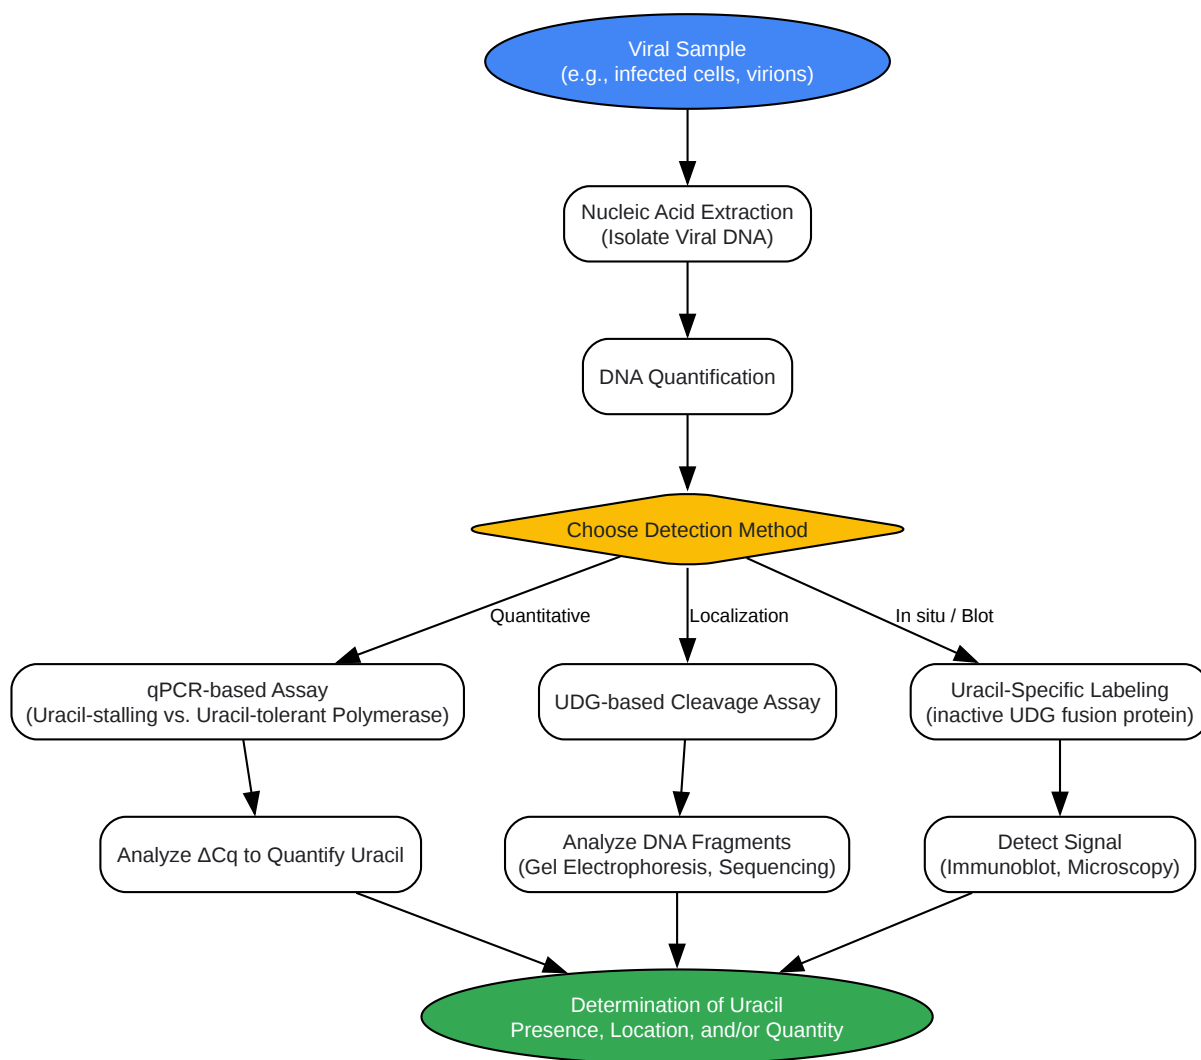 Viral Sample
(e.g., infected cells, virions)
Nucleic Acid Extraction
(Isolate Viral DNA)
DNA Quantification
Choose Detection Method
Quantitative
Localization
In situ / Blot
qPCR-based Assay
(Uracil-stalling vs. Uracil-tolerant Polymerase)
UDG-based Cleavage Assay
Uracil-Specific Labeling
(inactive UDG fusion protein)
Analyze ΔCq to Quantify Uracil
Analyze DNA Fragments
(Gel Electrophoresis, Sequencing)
Detect Signal
(Immunoblot, Microscopy)
Determination of Uracil
Presence, Location, and/or Quantity